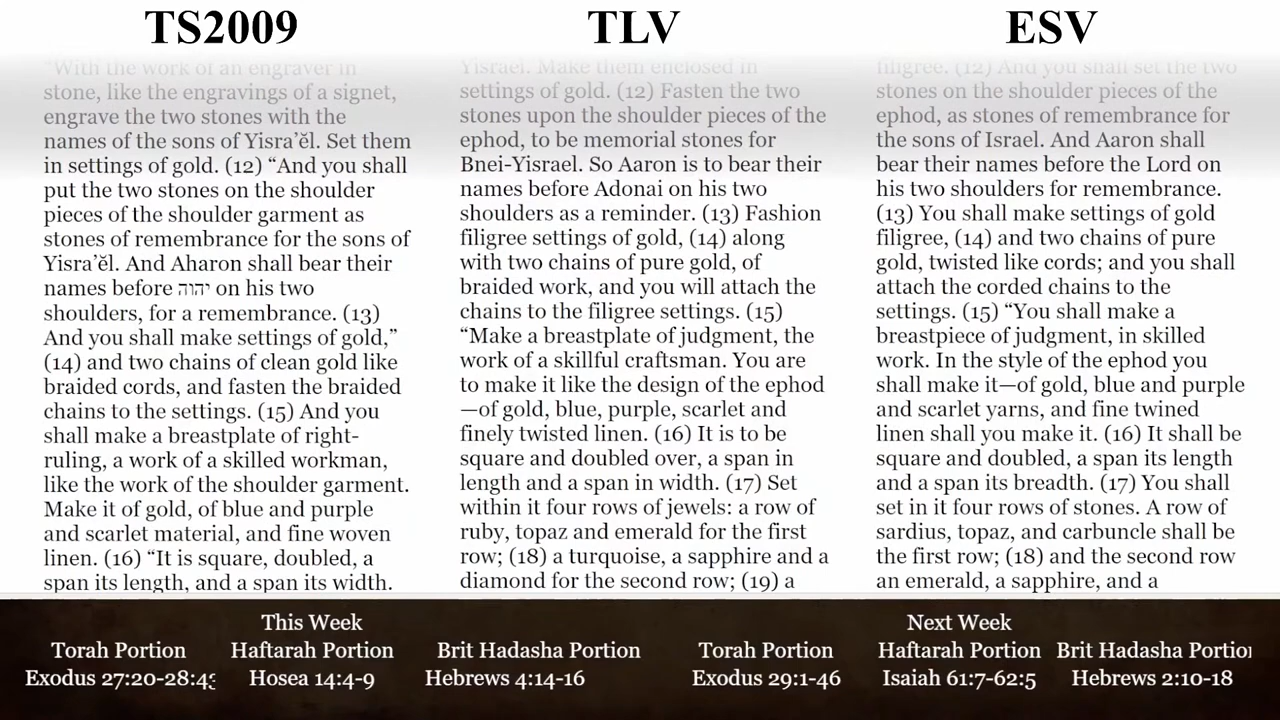 TS2009
"With the work of an engraver in
stone, like the engravings of a signet,
engrave the two stones with the
names of the sons of Yisra’ĕl. Set them
in settings of gold. (12) “And you shall
put the two stones on the shoulder
pieces of the shoulder garment as
stones of remembrance for the sons of
Yisra’ĕl. And Aharon shall bear their
names before יהוה on his two
shoulders, for a remembrance. (13)
And you shall make settings of gold,”
(14) and two chains of clean gold like
braided cords, and fasten the braided
chains to the settings. (15) And you
shall make a breastplate of right-
ruling, a work of a skilled workman,
like the work of the shoulder garment.
Make it of gold, of blue and purple
and scarlet material, and fine woven
linen. (16) “It is square, doubled, a
span its length, and a span its width.
TLV
Yisrael. Make them enclosed in
settings of gold. (12) Fasten the two
stones upon the shoulder pieces of the
ephod, to be memorial stones for
Bnei-Yisrael. So Aaron is to bear their
names before Adonai on his two
shoulders as a reminder. (13) Fashion
filigree settings of gold, (14) along
with two chains of pure gold, of
braided work, and you will attach the
chains to the filigree settings. (15)
“Make a breastplate of judgment, the
work of a skillful craftsman. You are
to make it like the design of the ephod
—of gold, blue, purple, scarlet and
finely twisted linen. (16) It is to be
square and doubled over, a span in
length and a span in width. (17) Set
within it four rows of jewels: a row of
ruby, topaz and emerald for the first
row; (18) a turquoise, a sapphire and a
diamond for the second row; (19) a
ESV
filigree. (12) And you shall set the two
stones on the shoulder pieces of the
ephod, as stones of remembrance for
the sons of Israel. And Aaron shall
bear their names before the Lord on
his two shoulders for remembrance.
(13) You shall make settings of gold
filigree, (14) and two chains of pure
gold, twisted like cords; and you shall
attach the corded chains to the
settings. (15) “You shall make a
breastpiece of judgment, in skilled
work. In the style of the ephod you
shall make it—of gold, blue and purple
and scarlet yarns, and fine twined
linen shall you make it. (16) It shall be
square and doubled, a span its length
and a span its breadth. (17) You shall
set in it four rows of stones. A row of
sardius, topaz, and carbuncle shall be
the first row; (18) and the second row
an emerald, a sapphire, and a
This Week
Torah Portion Haftarah Portion Brit Hadasha Portion
Exodus 27:20-28:43 Hosea 14:4-9 Hebrews 4:14-16
Next Week
Torah Portion Haftarah Portion Brit Hadasha Portion
Exodus 29:1-46 Isaiah 61:7-62:5 Hebrews 2:10-18